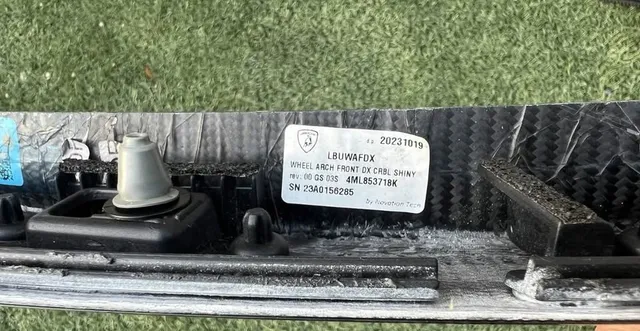 20231019
LBUWAFDX
WHEEL ARCH FRONT DX CRBL SHINY
rev. 00 GS 03S 4ML853718K
SN 23A0156285
by Novation Tech